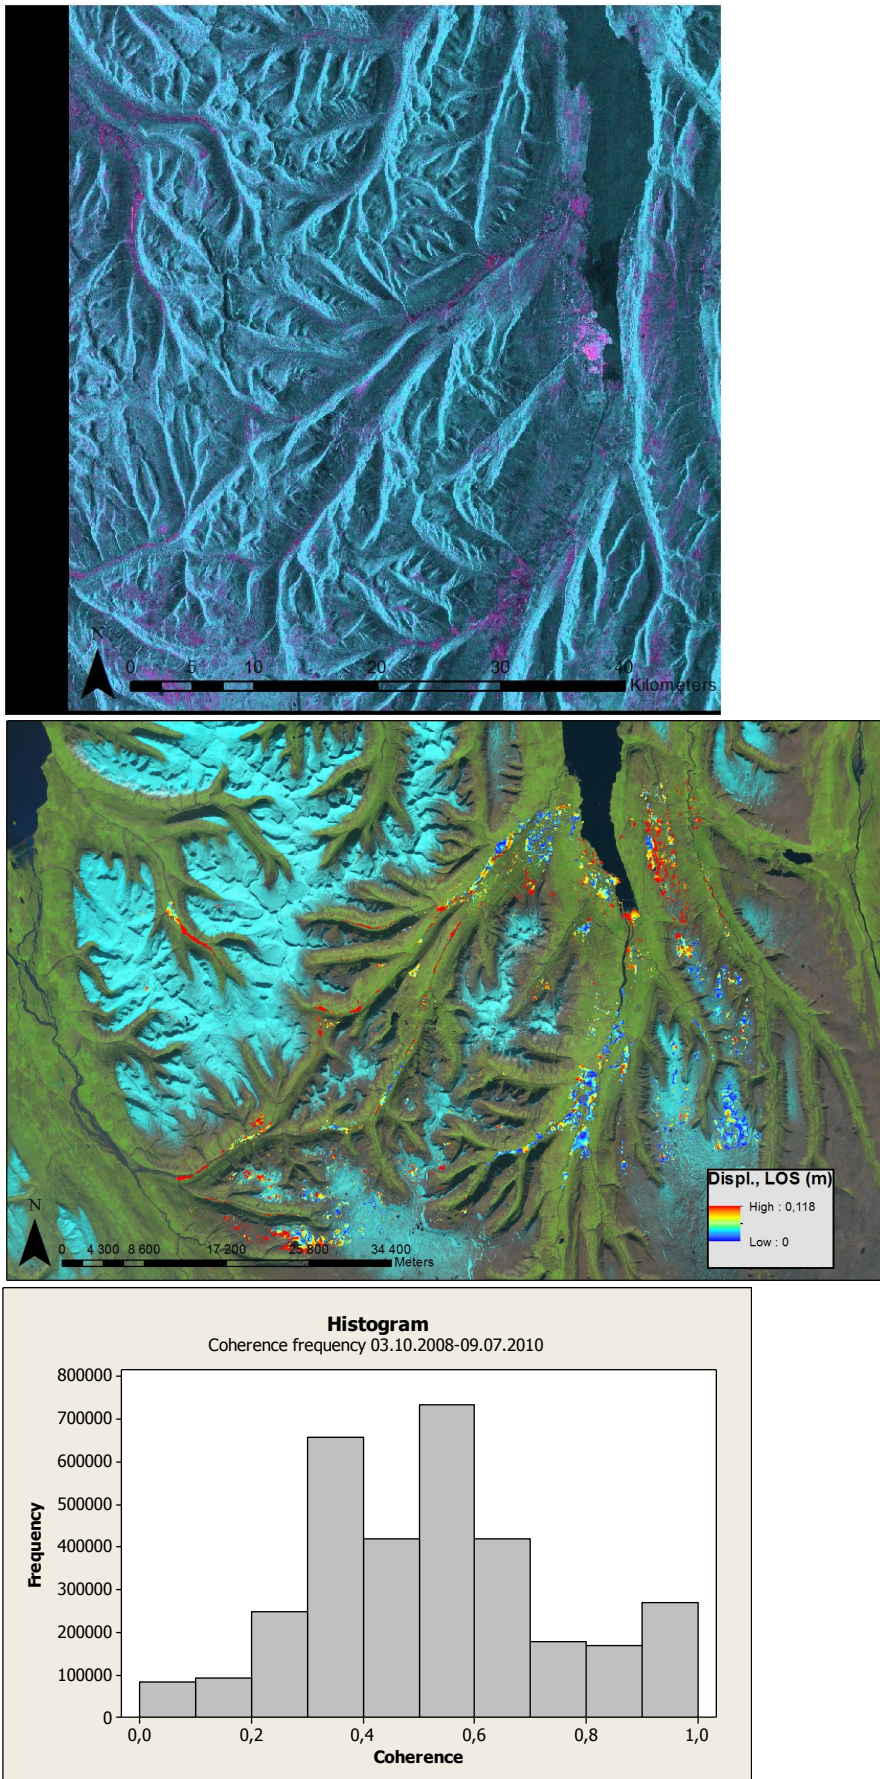 N
0 5 10 20 30 40
Kilometers
Displ., LOS (m)
High : 0,118
Low : 0
N
0 4 300 8 600 17 200 25 800 34 400
Meters
Histogram
Coherence frequency 03.10.2008-09.07.2010
800000
700000
600000
500000
400000
300000
200000
100000
0
Frequency
0,0 0,2 0,4 0,6 0,8 1,0
Coherence